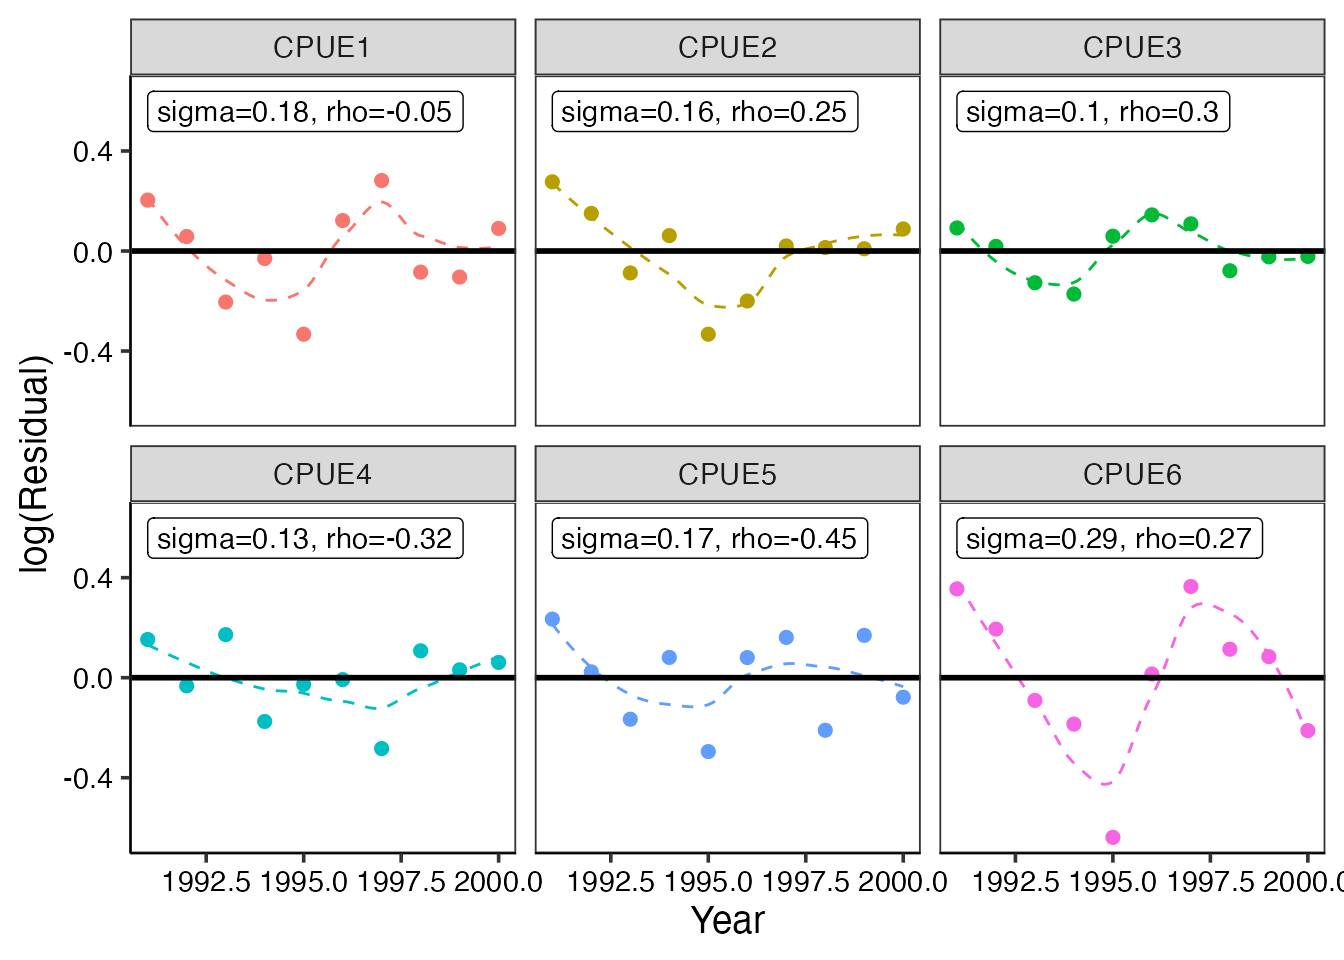 CPUE1 CPUE2 CPUE3
sigma=0.18, rho=-0.05 sigma=0.16, rho=0.25 sigma=0.1, rho=0.3
0.4
0.0
-0.4
log(Residual)
CPUE4 CPUE5 CPUE6
sigma=0.13, rho=-0.32 sigma=0.17, rho=-0.45 sigma=0.29, rho=0.27
0.4
0.0
-0.4
1992.5 1995.0 1997.5 2000.0 1992.5 1995.0 1997.5 2000.0 1992.5 1995.0 1997.5 2000.0
Year